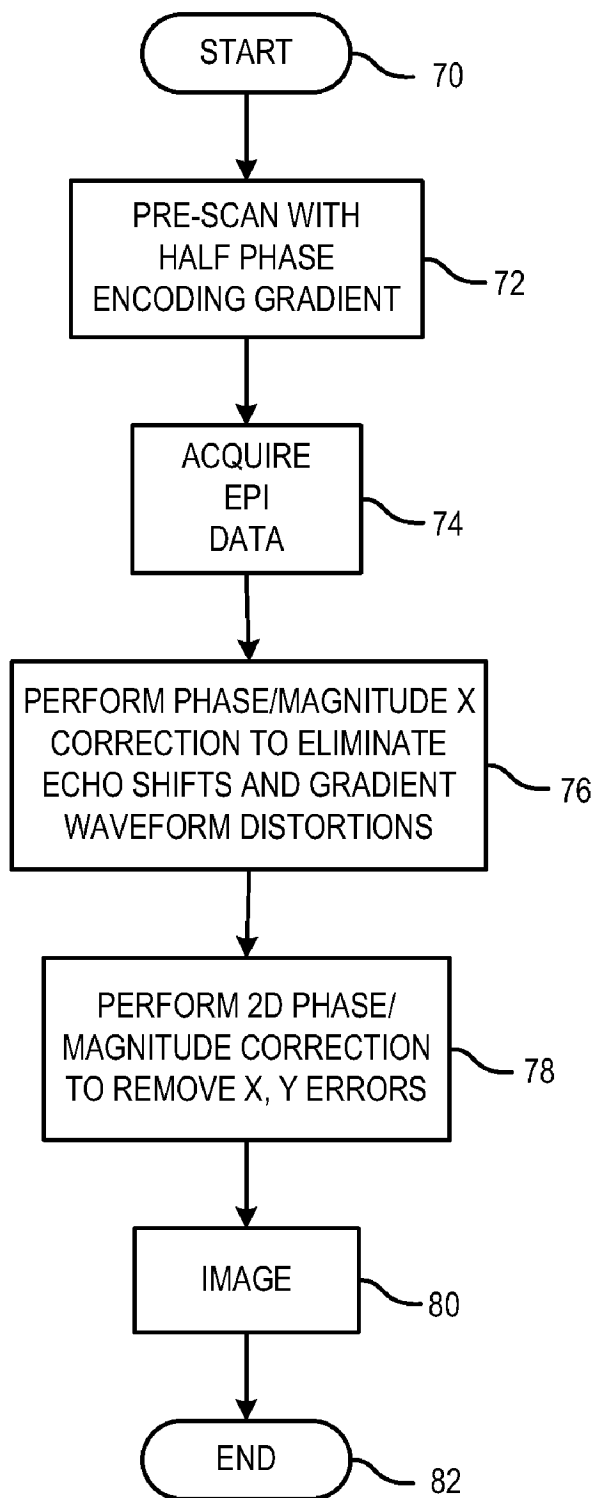 START
70
PRE-SCAN WITH
HALF PHASE
ENCODING GRADIENT
72
ACQUIRE
EPI
DATA
74
PERFORM PHASE/MAGNITUDE X
CORRECTION TO ELIMINATE
ECHO SHIFTS AND GRADIENT
WAVEFORM DISTORTIONS
76
PERFORM 2D PHASE/
MAGNITUDE CORRECTION
TO REMOVE X, Y ERRORS
78
IMAGE
80
END
82